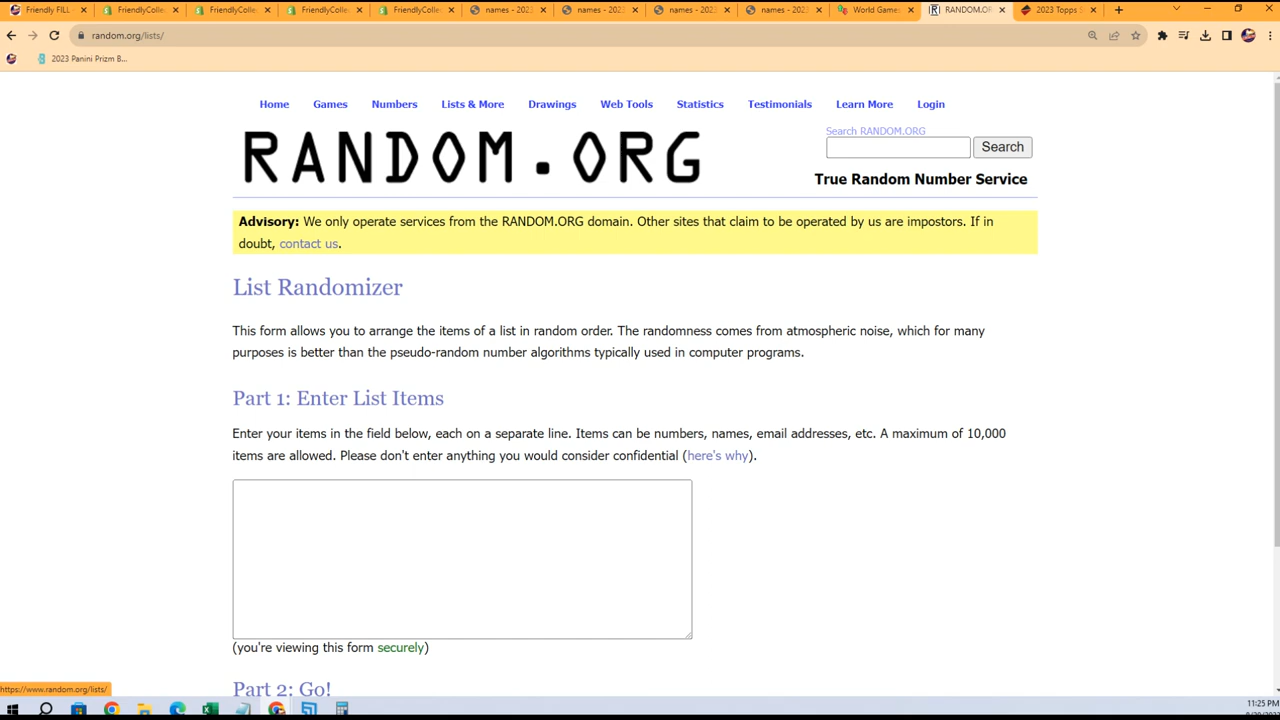 Friendly FILL
FriendlyColle
FriendlyColle
FriendlyColle
FriendlyColle
names - 202
names - 202
names - 202
names - 202
World Games
RANDOM.OR
2023 Topps
random.org/lists/
2023 Panini Prizm B...
Home Games Numbers Lists & More Drawings Web Tools Statistics Testimonials Learn More Login
RANDOM.ORG
Search RANDOM.ORG
Search
True Random Number Service
Advisory: We only operate services from the RANDOM.ORG domain. Other sites that claim to be operated by us are impostors. If in
doubt, contact us.
List Randomizer
This form allows you to arrange the items of a list in random order. The randomness comes from atmospheric noise, which for many
purposes is better than the pseudo-random number algorithms typically used in computer programs.
Part 1: Enter List Items
Enter your items in the field below, each on a separate line. Items can be numbers, names, email addresses, etc. A maximum of 10,000
items are allowed. Please don't enter anything you would consider confidential (here's why).
(you're viewing this form securely)
Part 2: Go!
https://www.random.org/lists/
11:25 PM